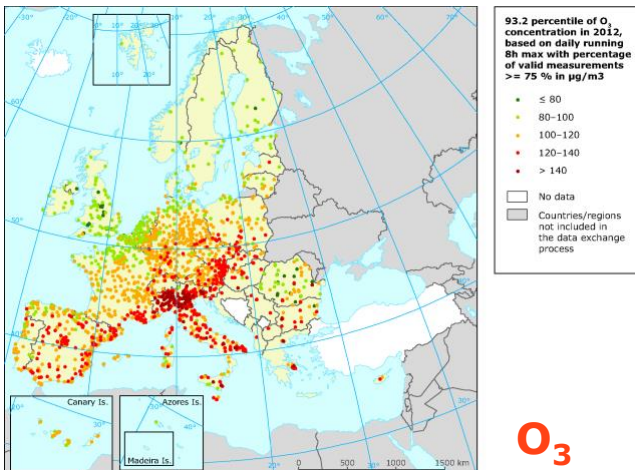 93.2 percentile of O3
concentration in 2012,
based on daily running
8h max with percentage
of valid measurements
>= 75 % in µg/m3
≤ 80
80–100
100–120
120–140
> 140
No data
Countries/regions
not included in
the data exchange
process
Canary Is.
Azores Is.
Madeira Is.
0 500 1000 1500 km
O3